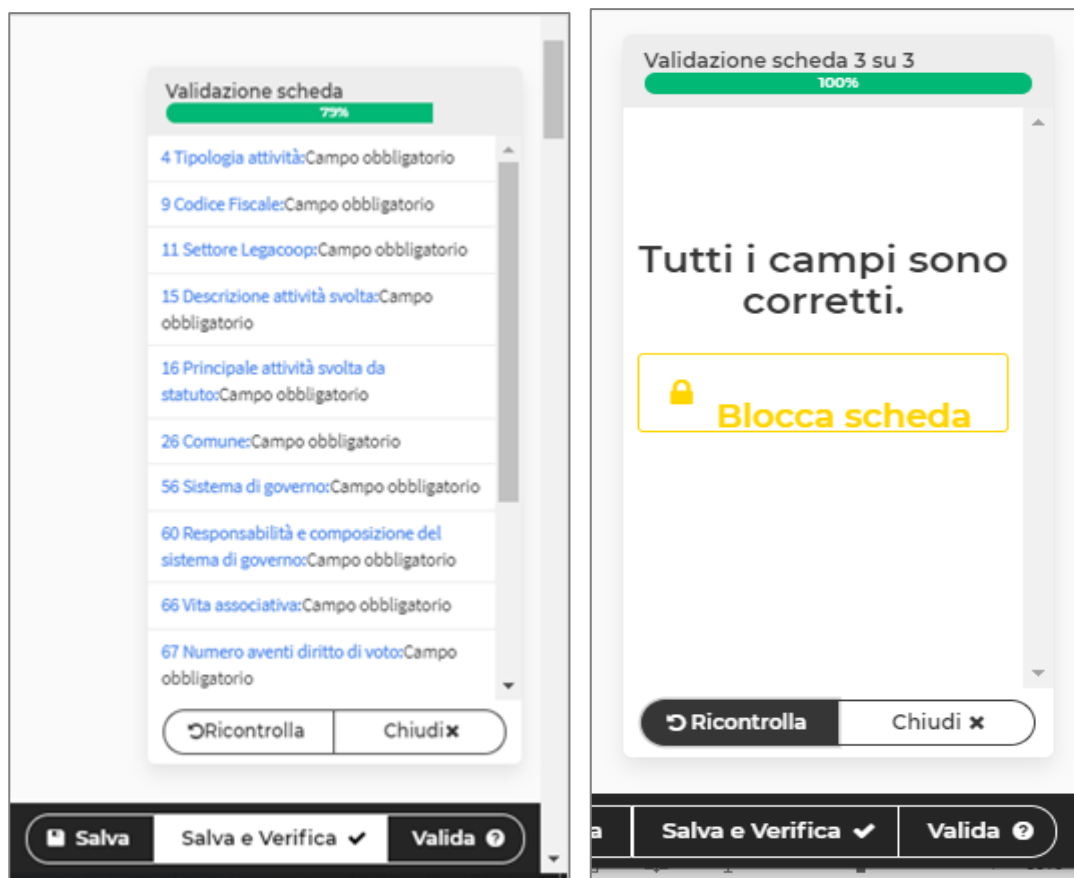 Validazione scheda
79%
4 Tipologia attività:Campo obbligatorio
9 Codice Fiscale:Campo obbligatorio
11 Settore Legacoop:Campo obbligatorio
15 Descrizione attività svolta:Campo
obbligatorio
16 Principale attività svolta da
statuto:Campo obbligatorio
26 Comune:Campo obbligatorio
56 Sistema di governo:Campo obbligatorio
60 Responsabilità e composizione del
sistema di governo:Campo obbligatorio
66 Vita associativa:Campo obbligatorio
67 Numero aventi diritto di voto:Campo
obbligatorio
Ricontrolla Chiudi
Salva Salva e Verifica Valida
Validazione scheda 3 su 3
100%
Tutti i campi sono
corretti.
Blocca scheda
Ricontrolla Chiudi
a Salva e Verifica Valida